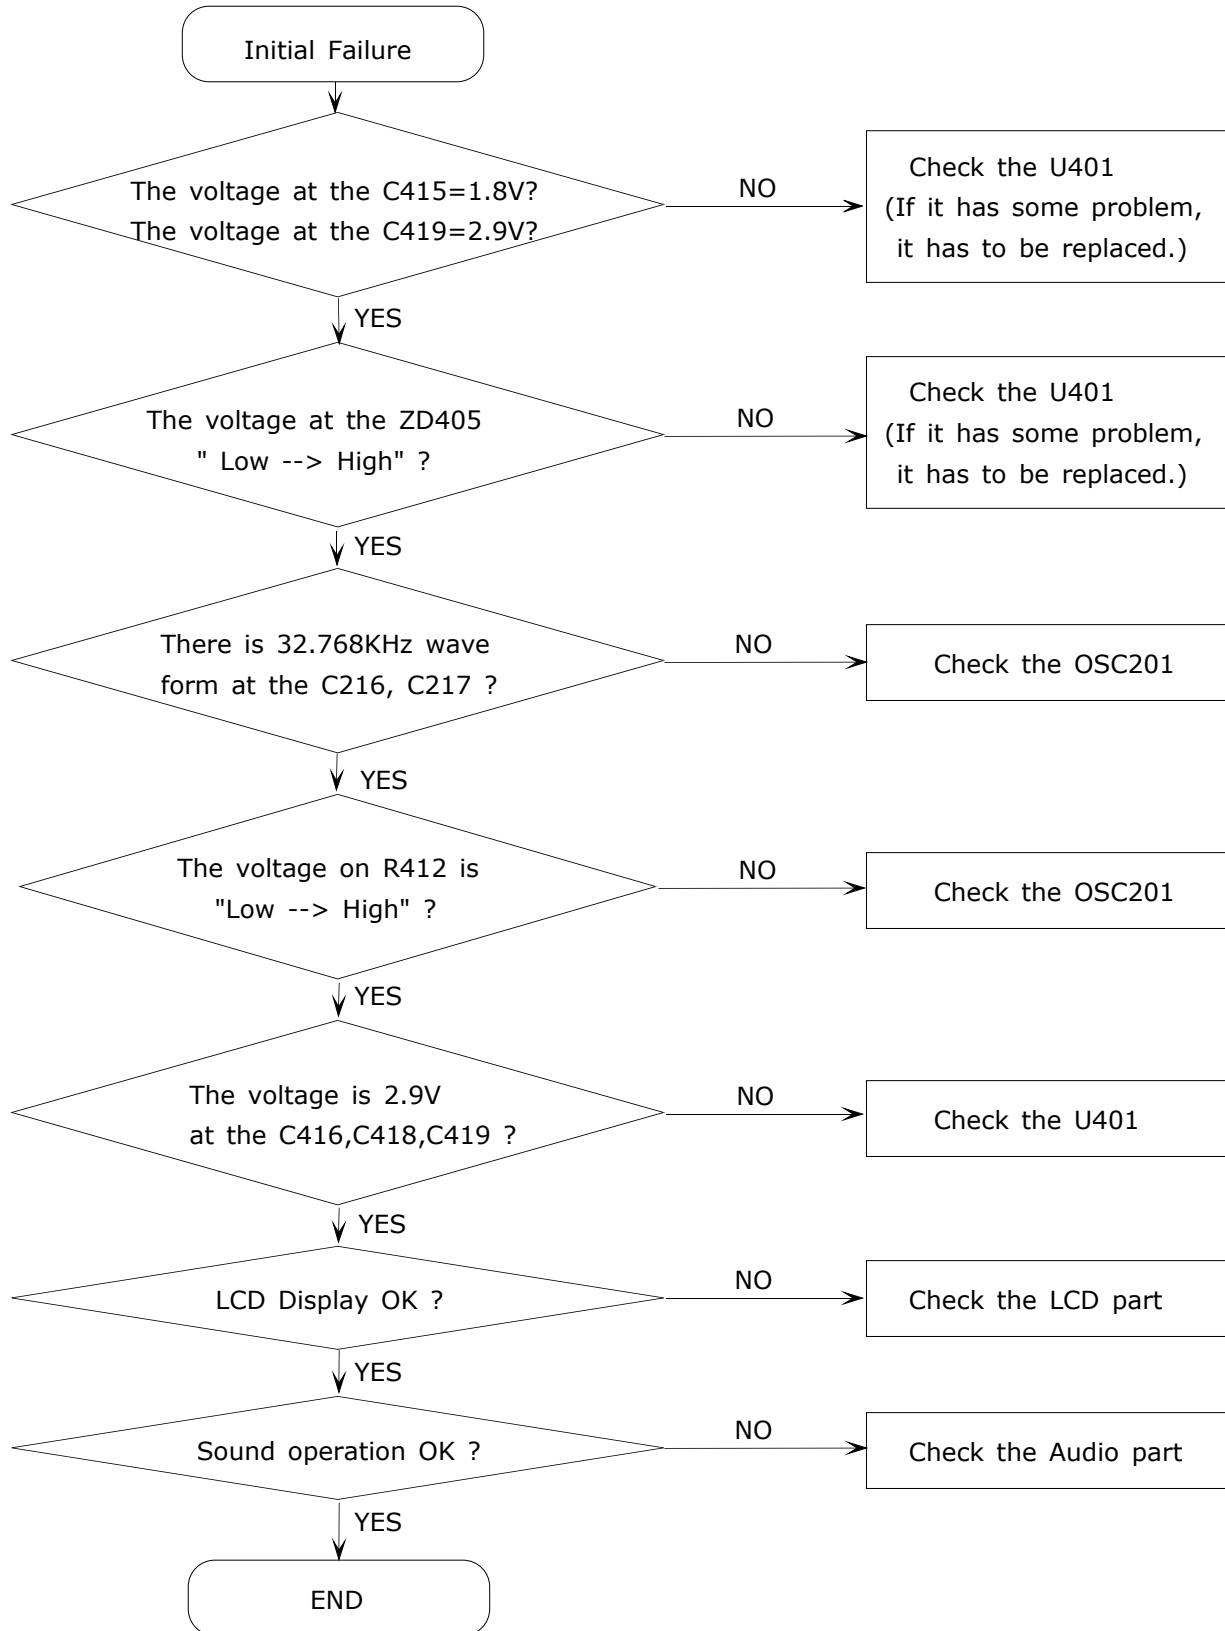 Initial Failure
The voltage at the C415=1.8V?
The voltage at the C419=2.9V?
NO
Check the U401
(If it has some problem,
it has to be replaced.)
YES
The voltage at the ZD405
" Low --> High" ?
NO
Check the U401
(If it has some problem,
it has to be replaced.)
YES
There is 32.768KHz wave
form at the C216, C217 ?
NO
Check the OSC201
YES
The voltage on R412 is
"Low --> High" ?
NO
Check the OSC201
YES
The voltage is 2.9V
at the C416,C418,C419 ?
NO
Check the U401
YES
LCD Display OK ?
NO
Check the LCD part
YES
Sound operation OK ?
NO
Check the Audio part
YES
END